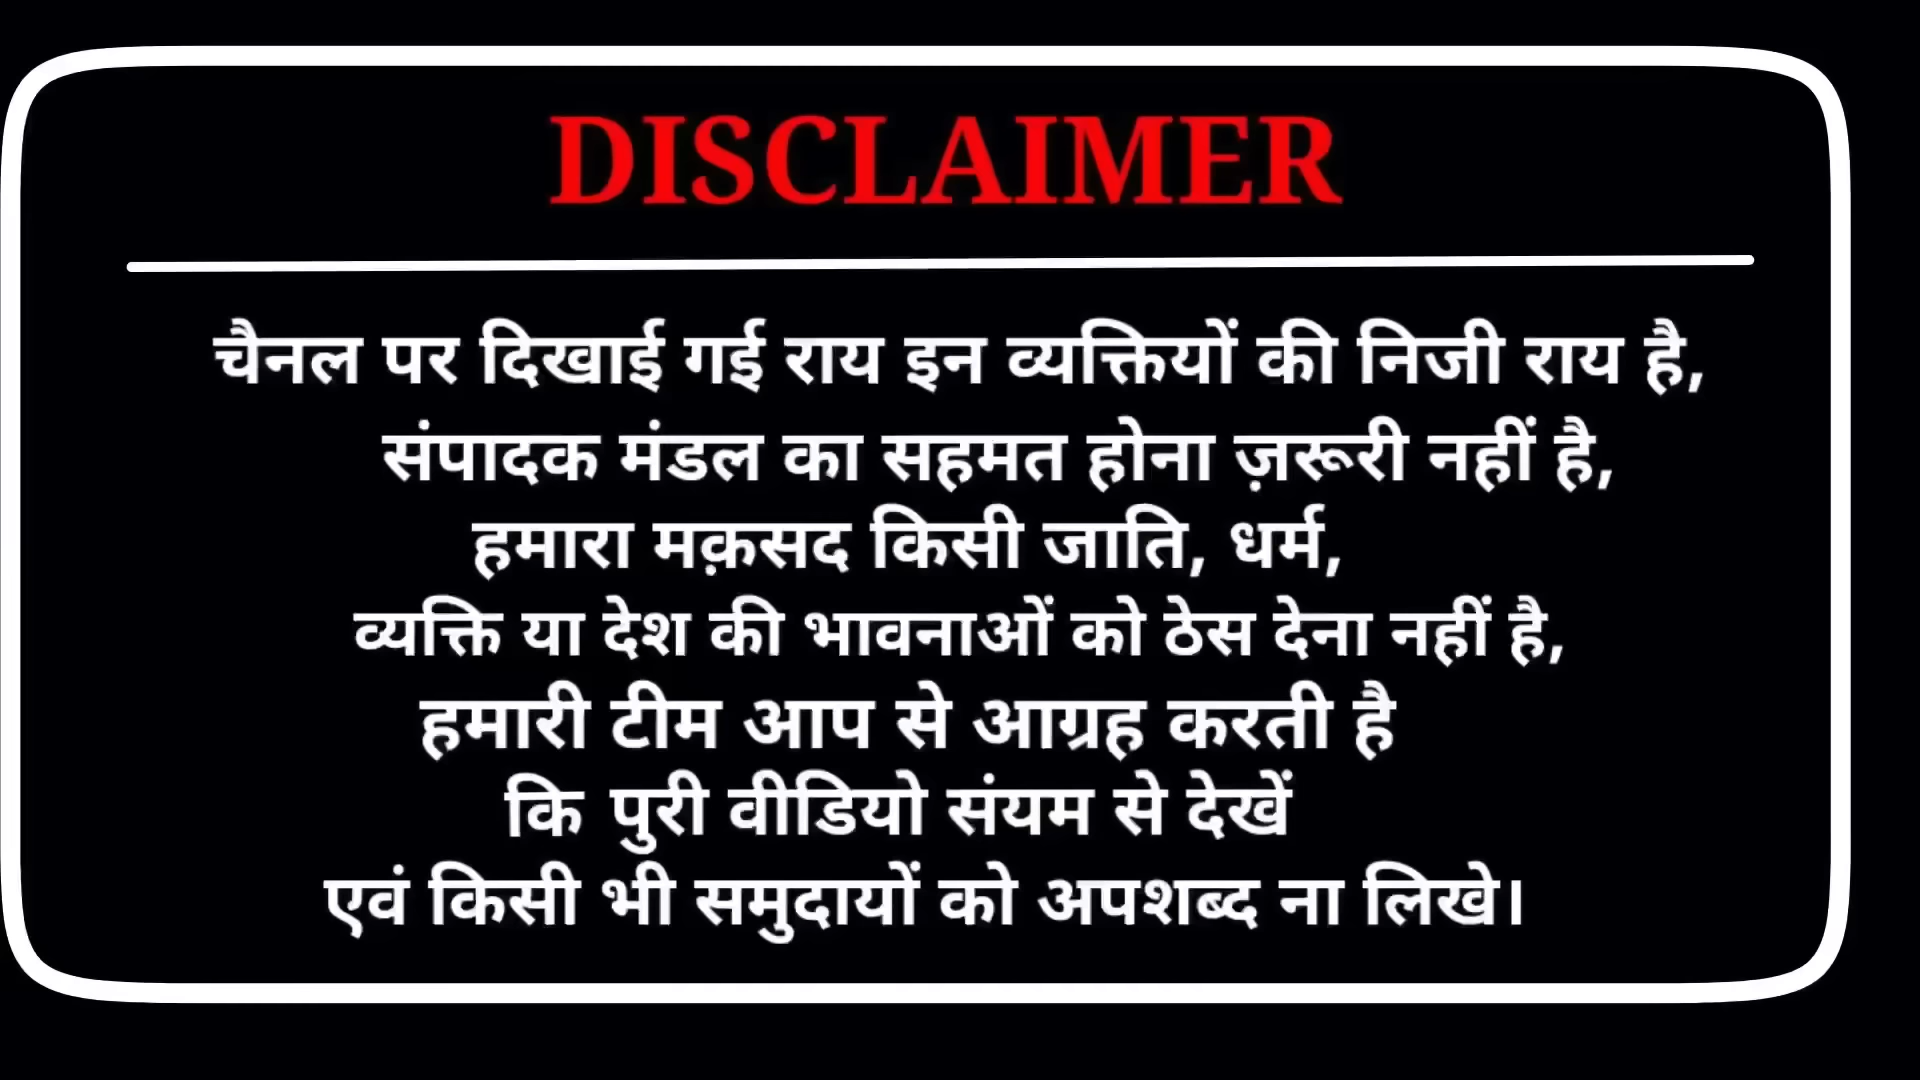 DISCLAIMER
चैनल पर दिखाई गई राय इन व्यक्तियों की निजी राय है,
संपादक मंडल का सहमत होना ज़रूरी नहीं है,
हमारा मक़सद किसी जाति, धर्म,
व्यक्ति या देश की भावनाओं को ठेस देना नहीं है,
हमारी टीम आप से आग्रह करती है
कि पुरी वीडियो संयम से देखें
एवं किसी भी समुदायों को अपशब्द ना लिखे।